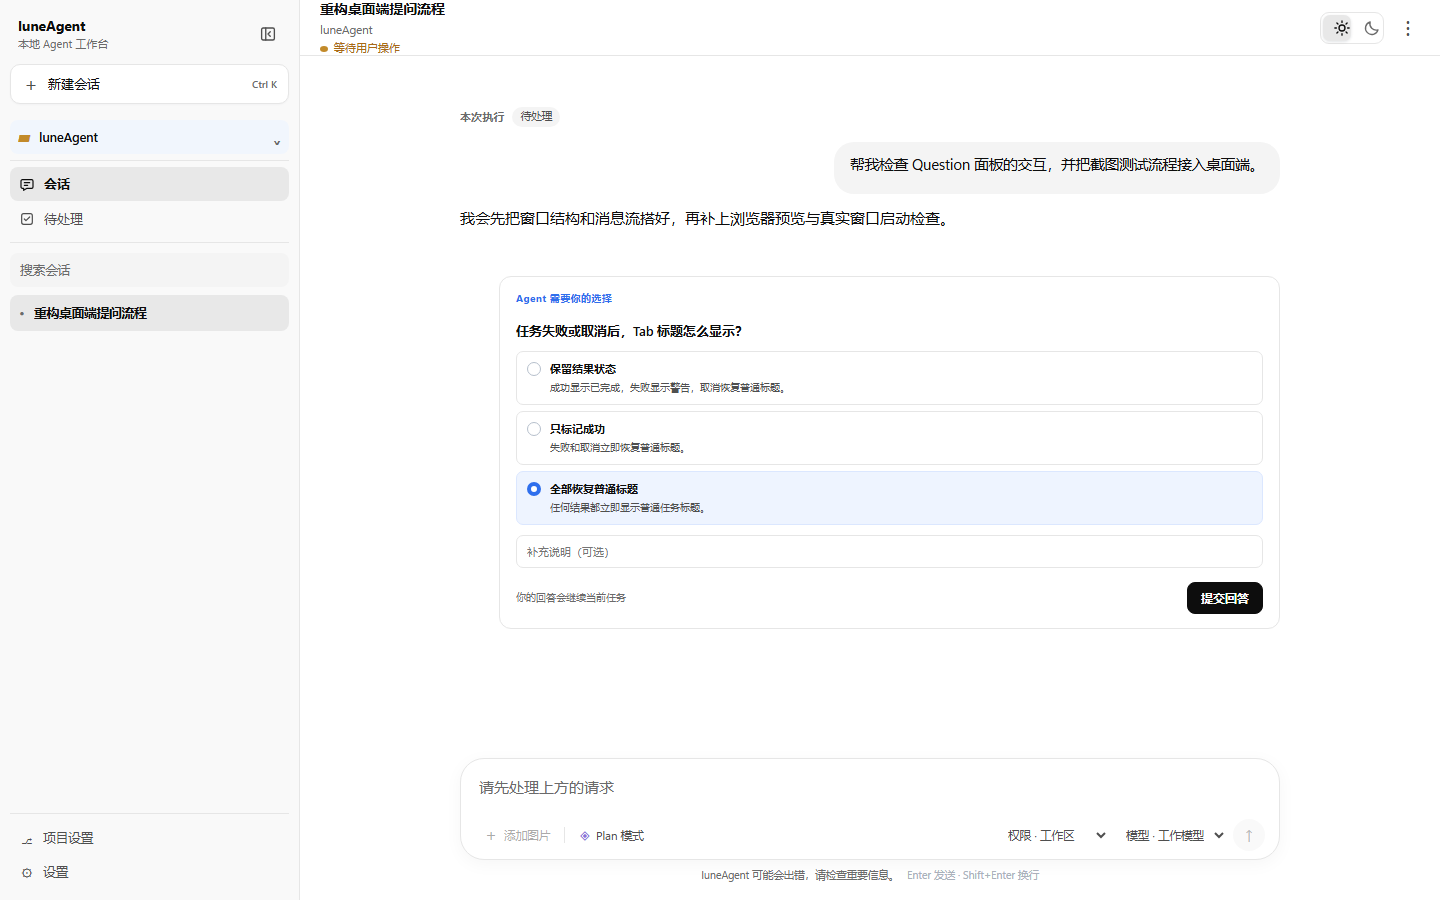 luneAgent
本地 Agent 工作台
新建会话 Ctrl K
luneAgent
会话
待处理
搜索会话
重构桌面端提问流程
项目设置
设置
重构桌面端提问流程
luneAgent
等待用户操作
本次执行 待处理
帮我检查 Question 面板的交互，并把截图测试流程接入桌面端。
我会先把窗口结构和消息流搭好，再补上浏览器预览与真实窗口启动检查。
Agent 需要你的选择
任务失败或取消后，Tab 标题怎么显示？
保留结果状态
成功显示已完成，失败显示警告，取消恢复普通标题。
只标记成功
失败和取消立即恢复普通标题。
全部恢复普通标题
任何结果都立即显示普通任务标题。
补充说明（可选）
你的回答会继续当前任务 提交回答
请先处理上方的请求
添加图片 Plan 模式 权限 · 工作区 模型 · 工作模型
luneAgent 可能会出错，请检查重要信息。 Enter 发送 · Shift+Enter 换行